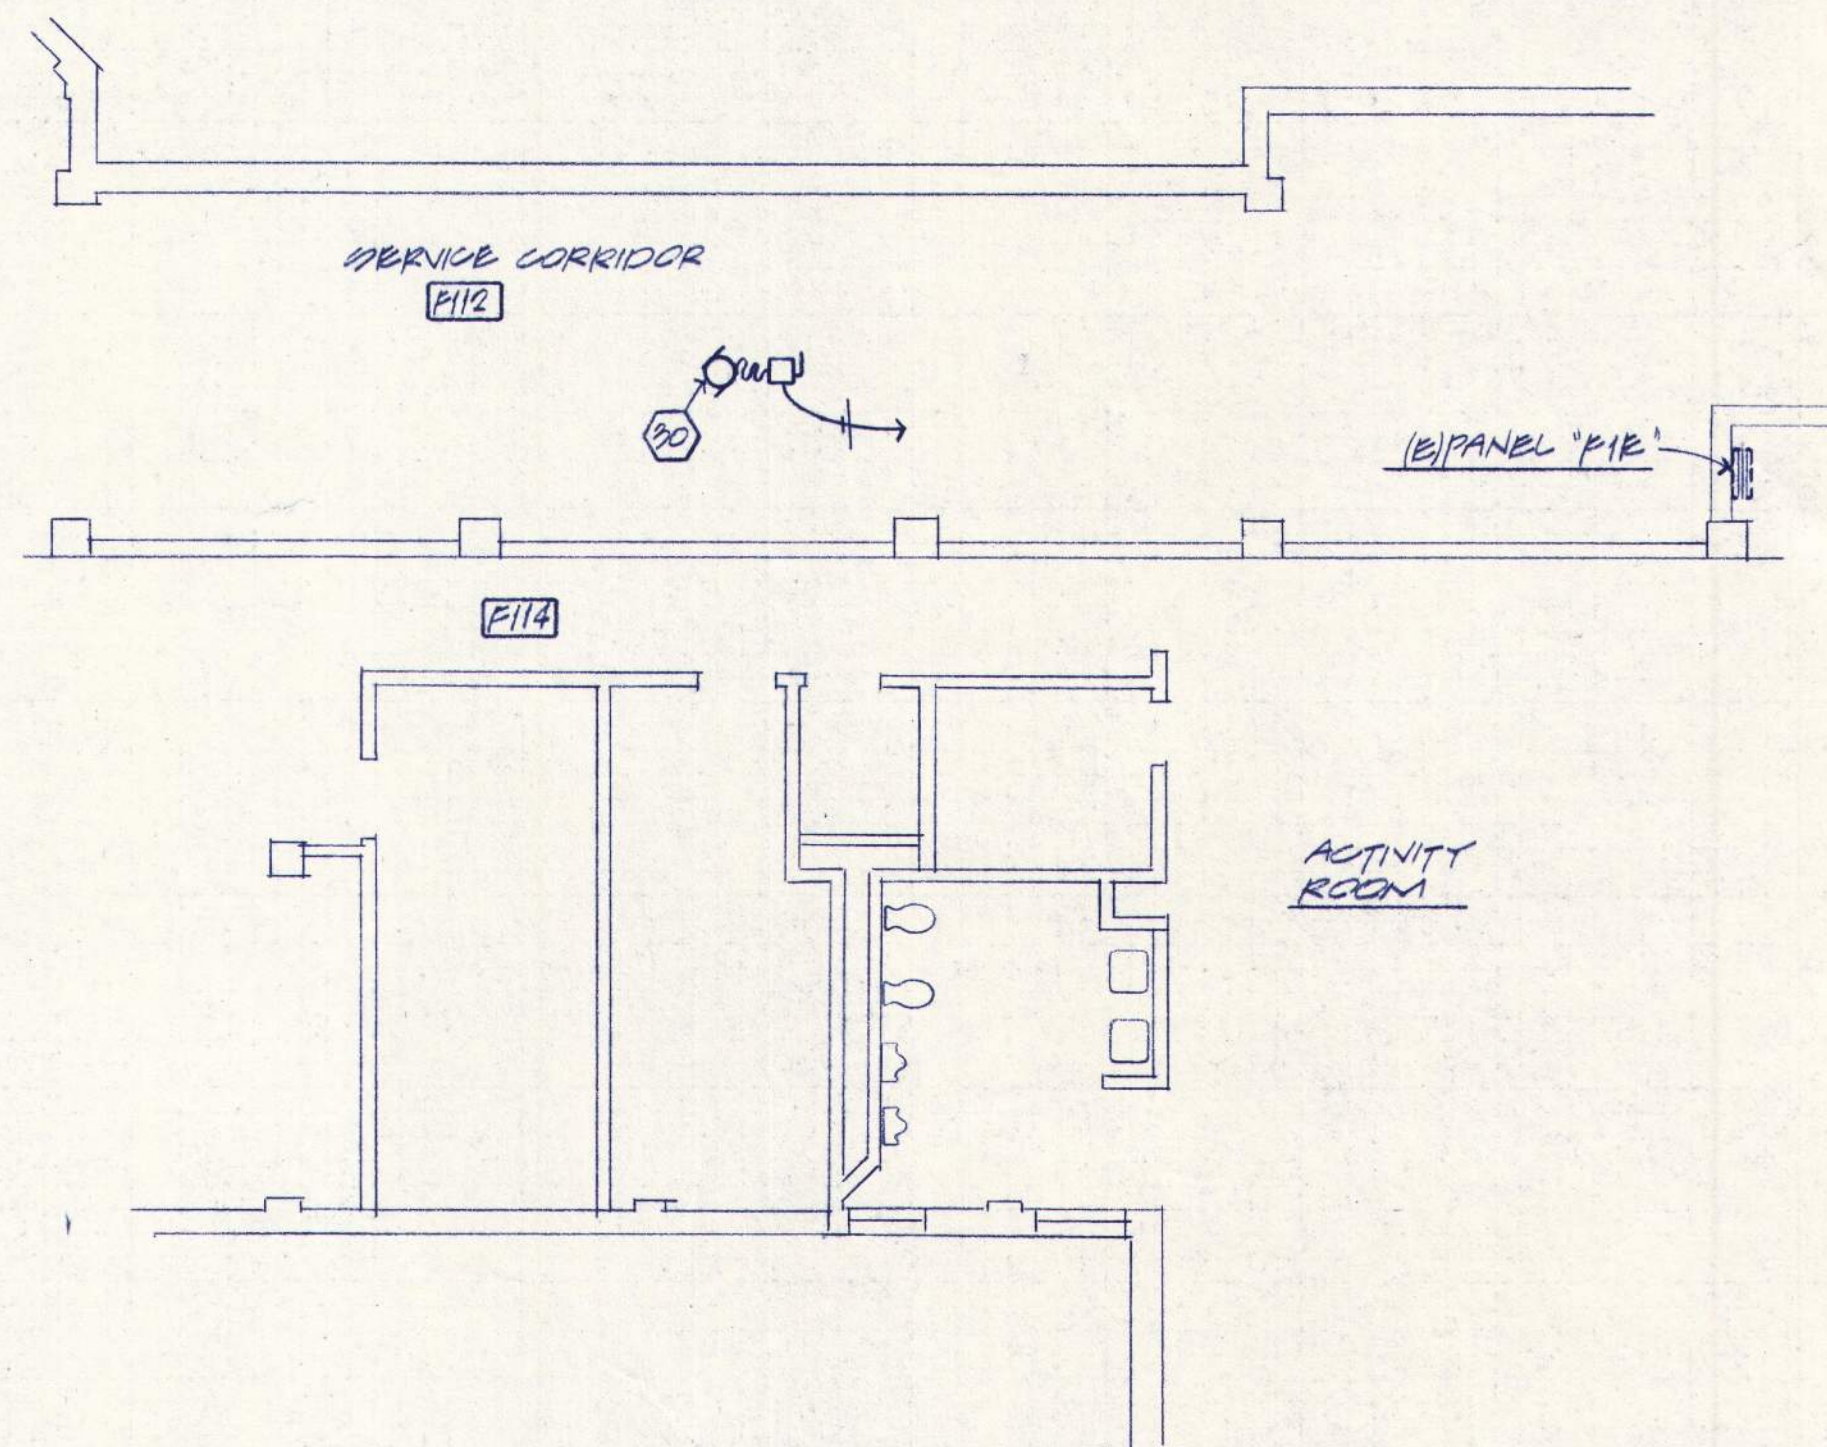 SERVICE CORRIDOR
F112
30
(E)PANEL "F1E"
F114
ACTIVITY
ROOM